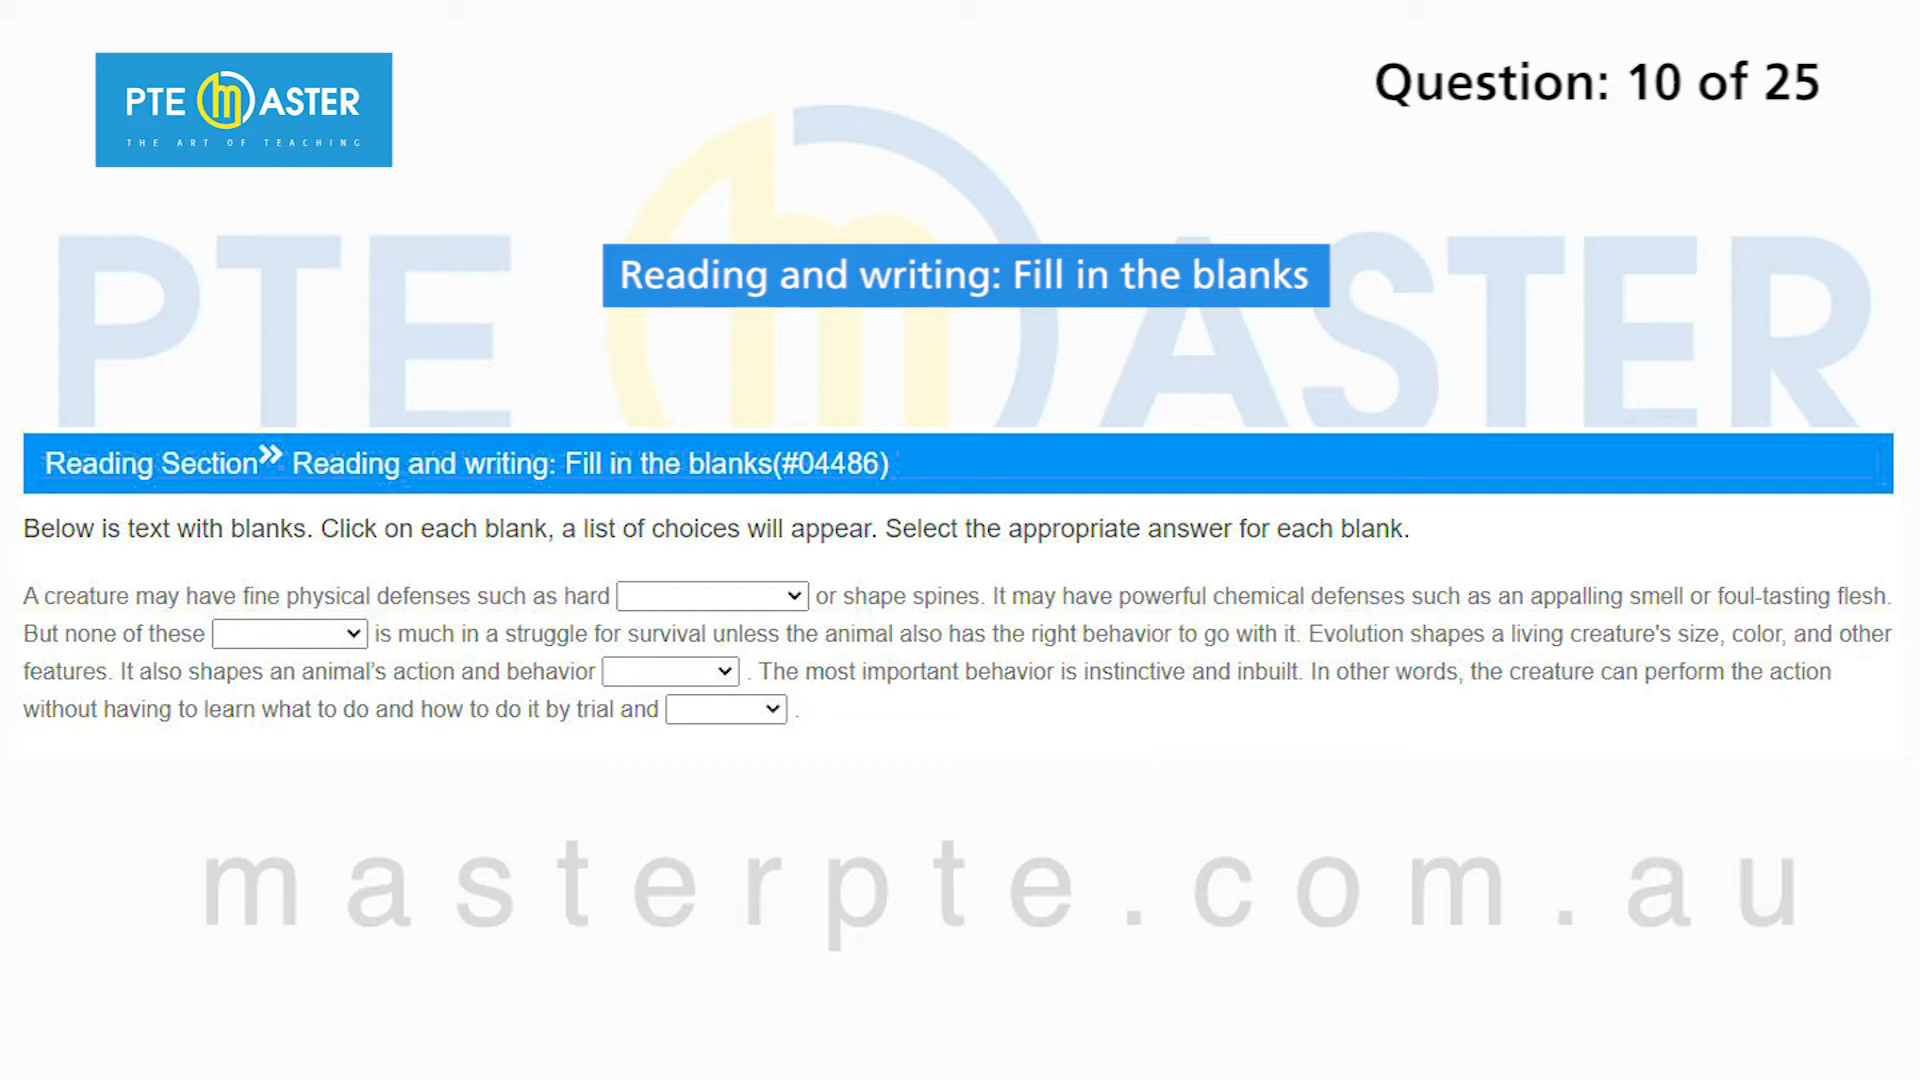 PTE MASTER
THE ART OF TEACHING
Question: 10 of 25
PTE MASTER
Reading and writing: Fill in the blanks
Reading Section» Reading and writing: Fill in the blanks(#04486)
Below is text with blanks. Click on each blank, a list of choices will appear. Select the appropriate answer for each blank.
A creature may have fine physical defenses such as hard or shape spines. It may have powerful chemical defenses such as an appalling smell or foul-tasting flesh.
But none of these is much in a struggle for survival unless the animal also has the right behavior to go with it. Evolution shapes a living creature's size, color, and other
features. It also shapes an animal’s action and behavior . The most important behavior is instinctive and inbuilt. In other words, the creature can perform the action
without having to learn what to do and how to do it by trial and .
masterpte.com.au